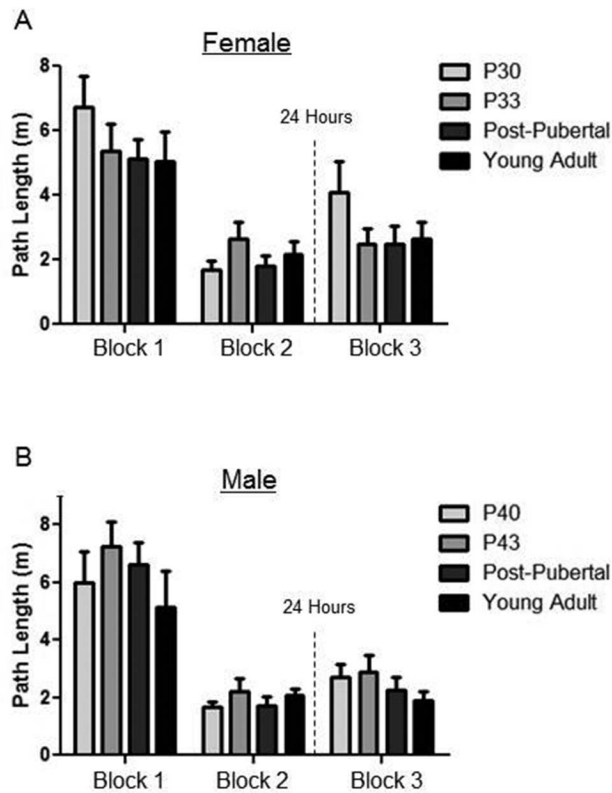 A
Female
P30
P33
Post-Pubertal
Young Adult
24 Hours
Path Length (m)
8
6
4
2
0
Block 1 Block 2 Block 3
B
Male
P40
P43
Post-Pubertal
Young Adult
24 Hours
Path Length (m)
8
6
4
2
0
Block 1 Block 2 Block 3